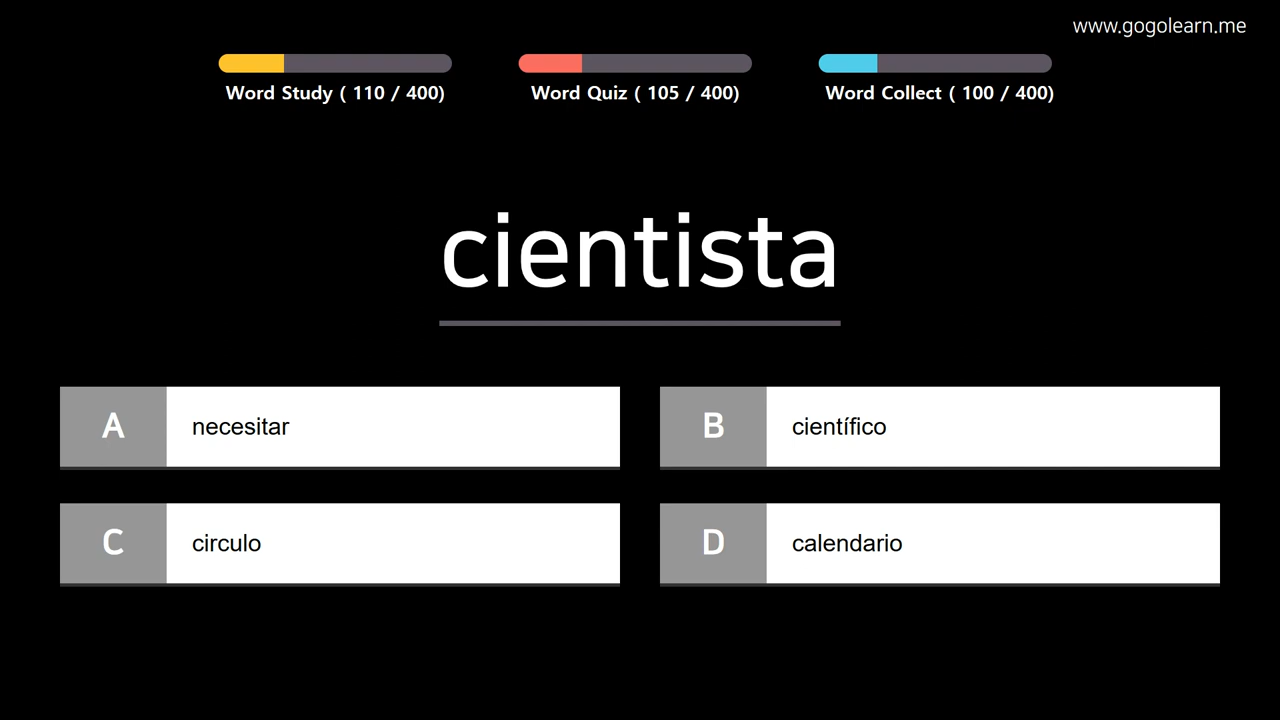 www.gogolearn.me
Word Study ( 110 / 400)
Word Quiz ( 105 / 400)
Word Collect ( 100 / 400)
cientista
A necesitar
B científico
C circulo
D calendario